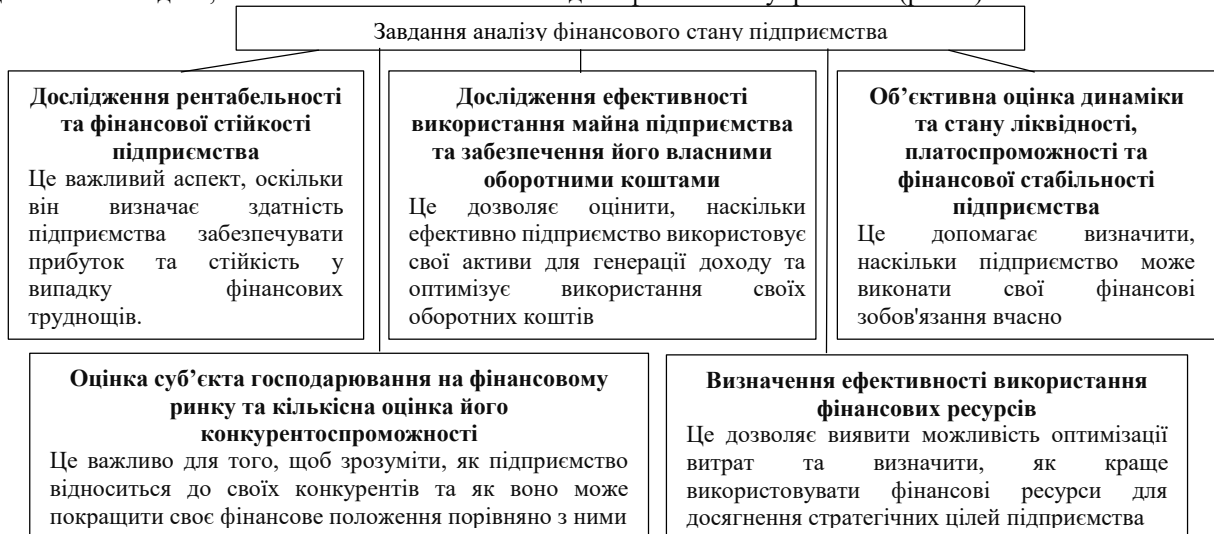 Завдання аналізу фінансового стану підприємства
Дослідження рентабельності
та фінансової стійкості
підприємства
Це важливий аспект, оскільки
він визначає здатність
підприємства забезпечувати
прибуток та стійкість у
випадку фінансових
труднощів.
Дослідження ефективності
використання майна підприємства
та забезпечення його власними
оборотними коштами
Це дозволяє оцінити, наскільки
ефективно підприємство використовує
свої активи для генерації доходу та
оптимізує використання своїх
оборотних коштів
Об’єктивна оцінка динаміки
та стану ліквідності,
платоспроможності та
фінансової стабільності
підприємства
Це допомагає визначити,
наскільки підприємство може
виконати свої фінансові
зобов'язання вчасно
Оцінка суб’єкта господарювання на фінансовому
ринку та кількісна оцінка його
конкурентоспроможності
Це важливо для того, щоб зрозуміти, як підприємство
відноситься до своїх конкурентів та як воно може
покращити своє фінансове положення порівняно з ними
Визначення ефективності використання
фінансових ресурсів
Це дозволяє виявити можливість оптимізації
витрат та визначити, як краще
використовувати фінансові ресурси для
досягнення стратегічних цілей підприємства